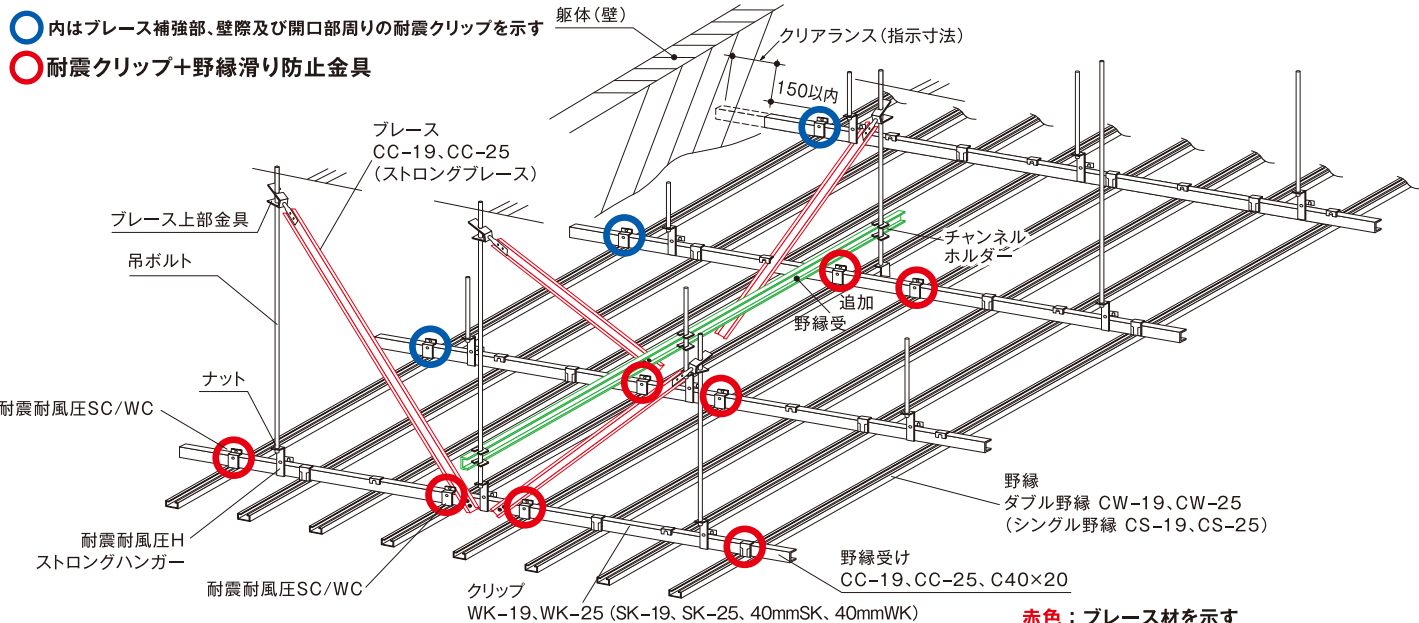 内はブレース補強部、壁際及び開口部周りの耐震クリップを示す
耐震クリップ+野縁滑り防止金具
躯体(壁)
クリアランス(指示寸法)
150以内
ブレース
CC-19、CC-25
(ストロングブレース)
ブレース上部金具
吊ボルト
チャンネル
ホルダー
追加
野縁受
ナット
耐震耐風圧SC/WC
耐震耐風圧H
ストロングハンガー
耐震耐風圧SC/WC
クリップ
WK-19、WK-25 (SK-19、SK-25、40mmSK、40mmWK)
野縁
ダブル野縁 CW-19、CW-25
(シングル野縁 CS-19、CS-25)
野縁受け
CC-19、CC-25、C40×20
赤色:ブレース材を示す